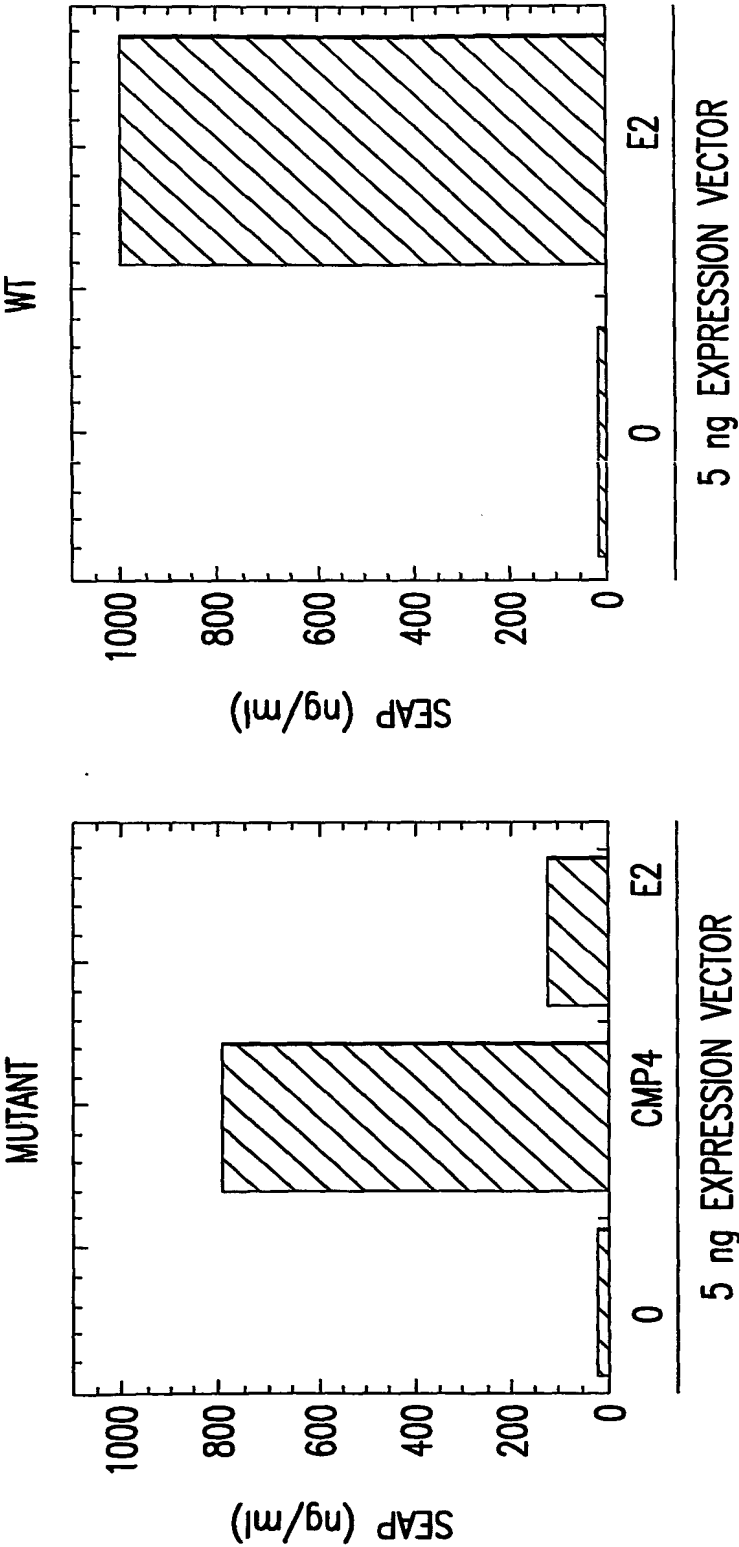 MUTANT
1000
800
600
400
200
0
SEAP (ng/ml)
0 CMP4 E2
5 ng EXPRESSION VECTOR
WT
1000
800
600
400
200
0
SEAP (ng/ml)
0 E2
5 ng EXPRESSION VECTOR